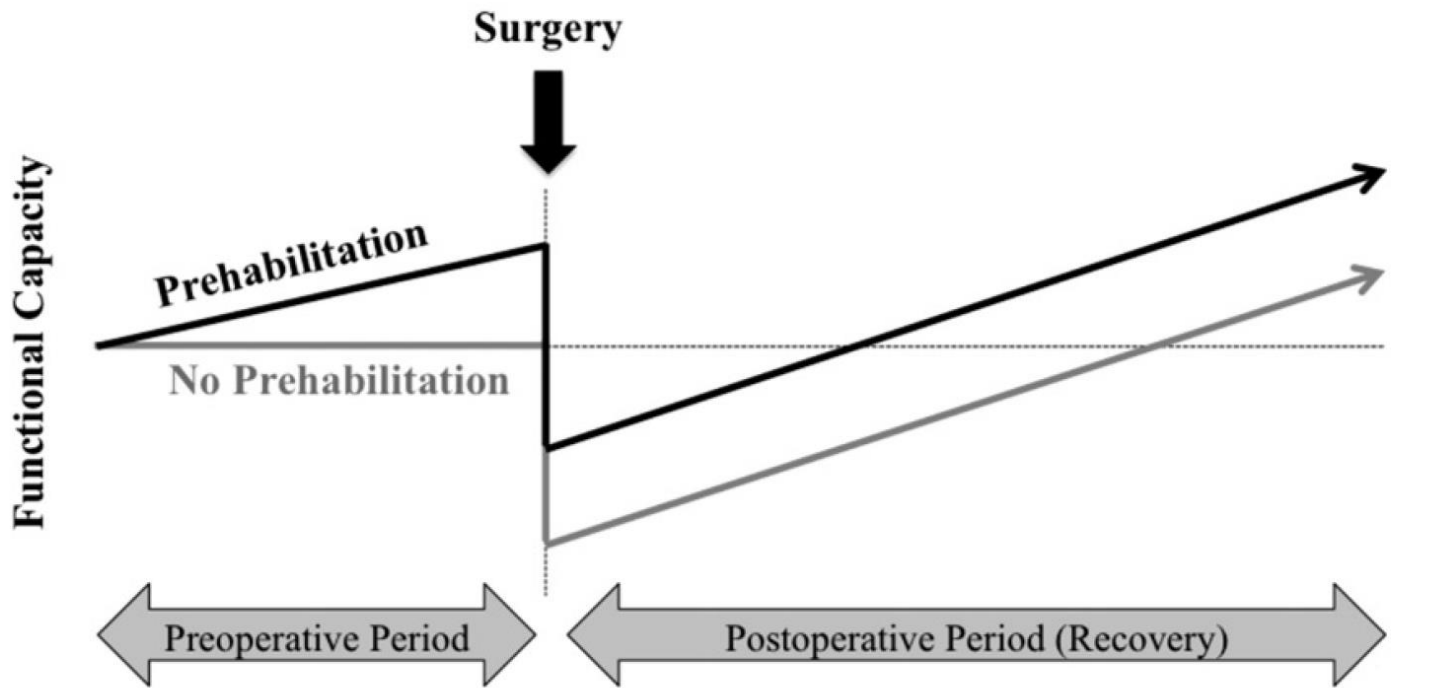 Surgery
Functional Capacity
Prehabilitation
No Prehabilitation
Preoperative Period
Postoperative Period (Recovery)